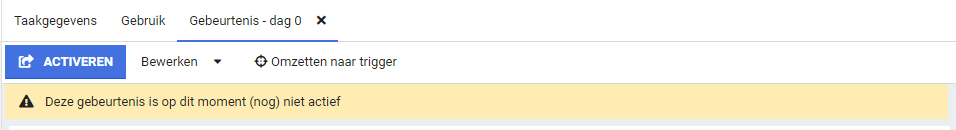 Taakgegevens Gebruik Gebeurtenis - dag 0
ACTIVEREN Bewerken Omzetten naar trigger
Deze gebeurtenis is op dit moment (nog) niet actief